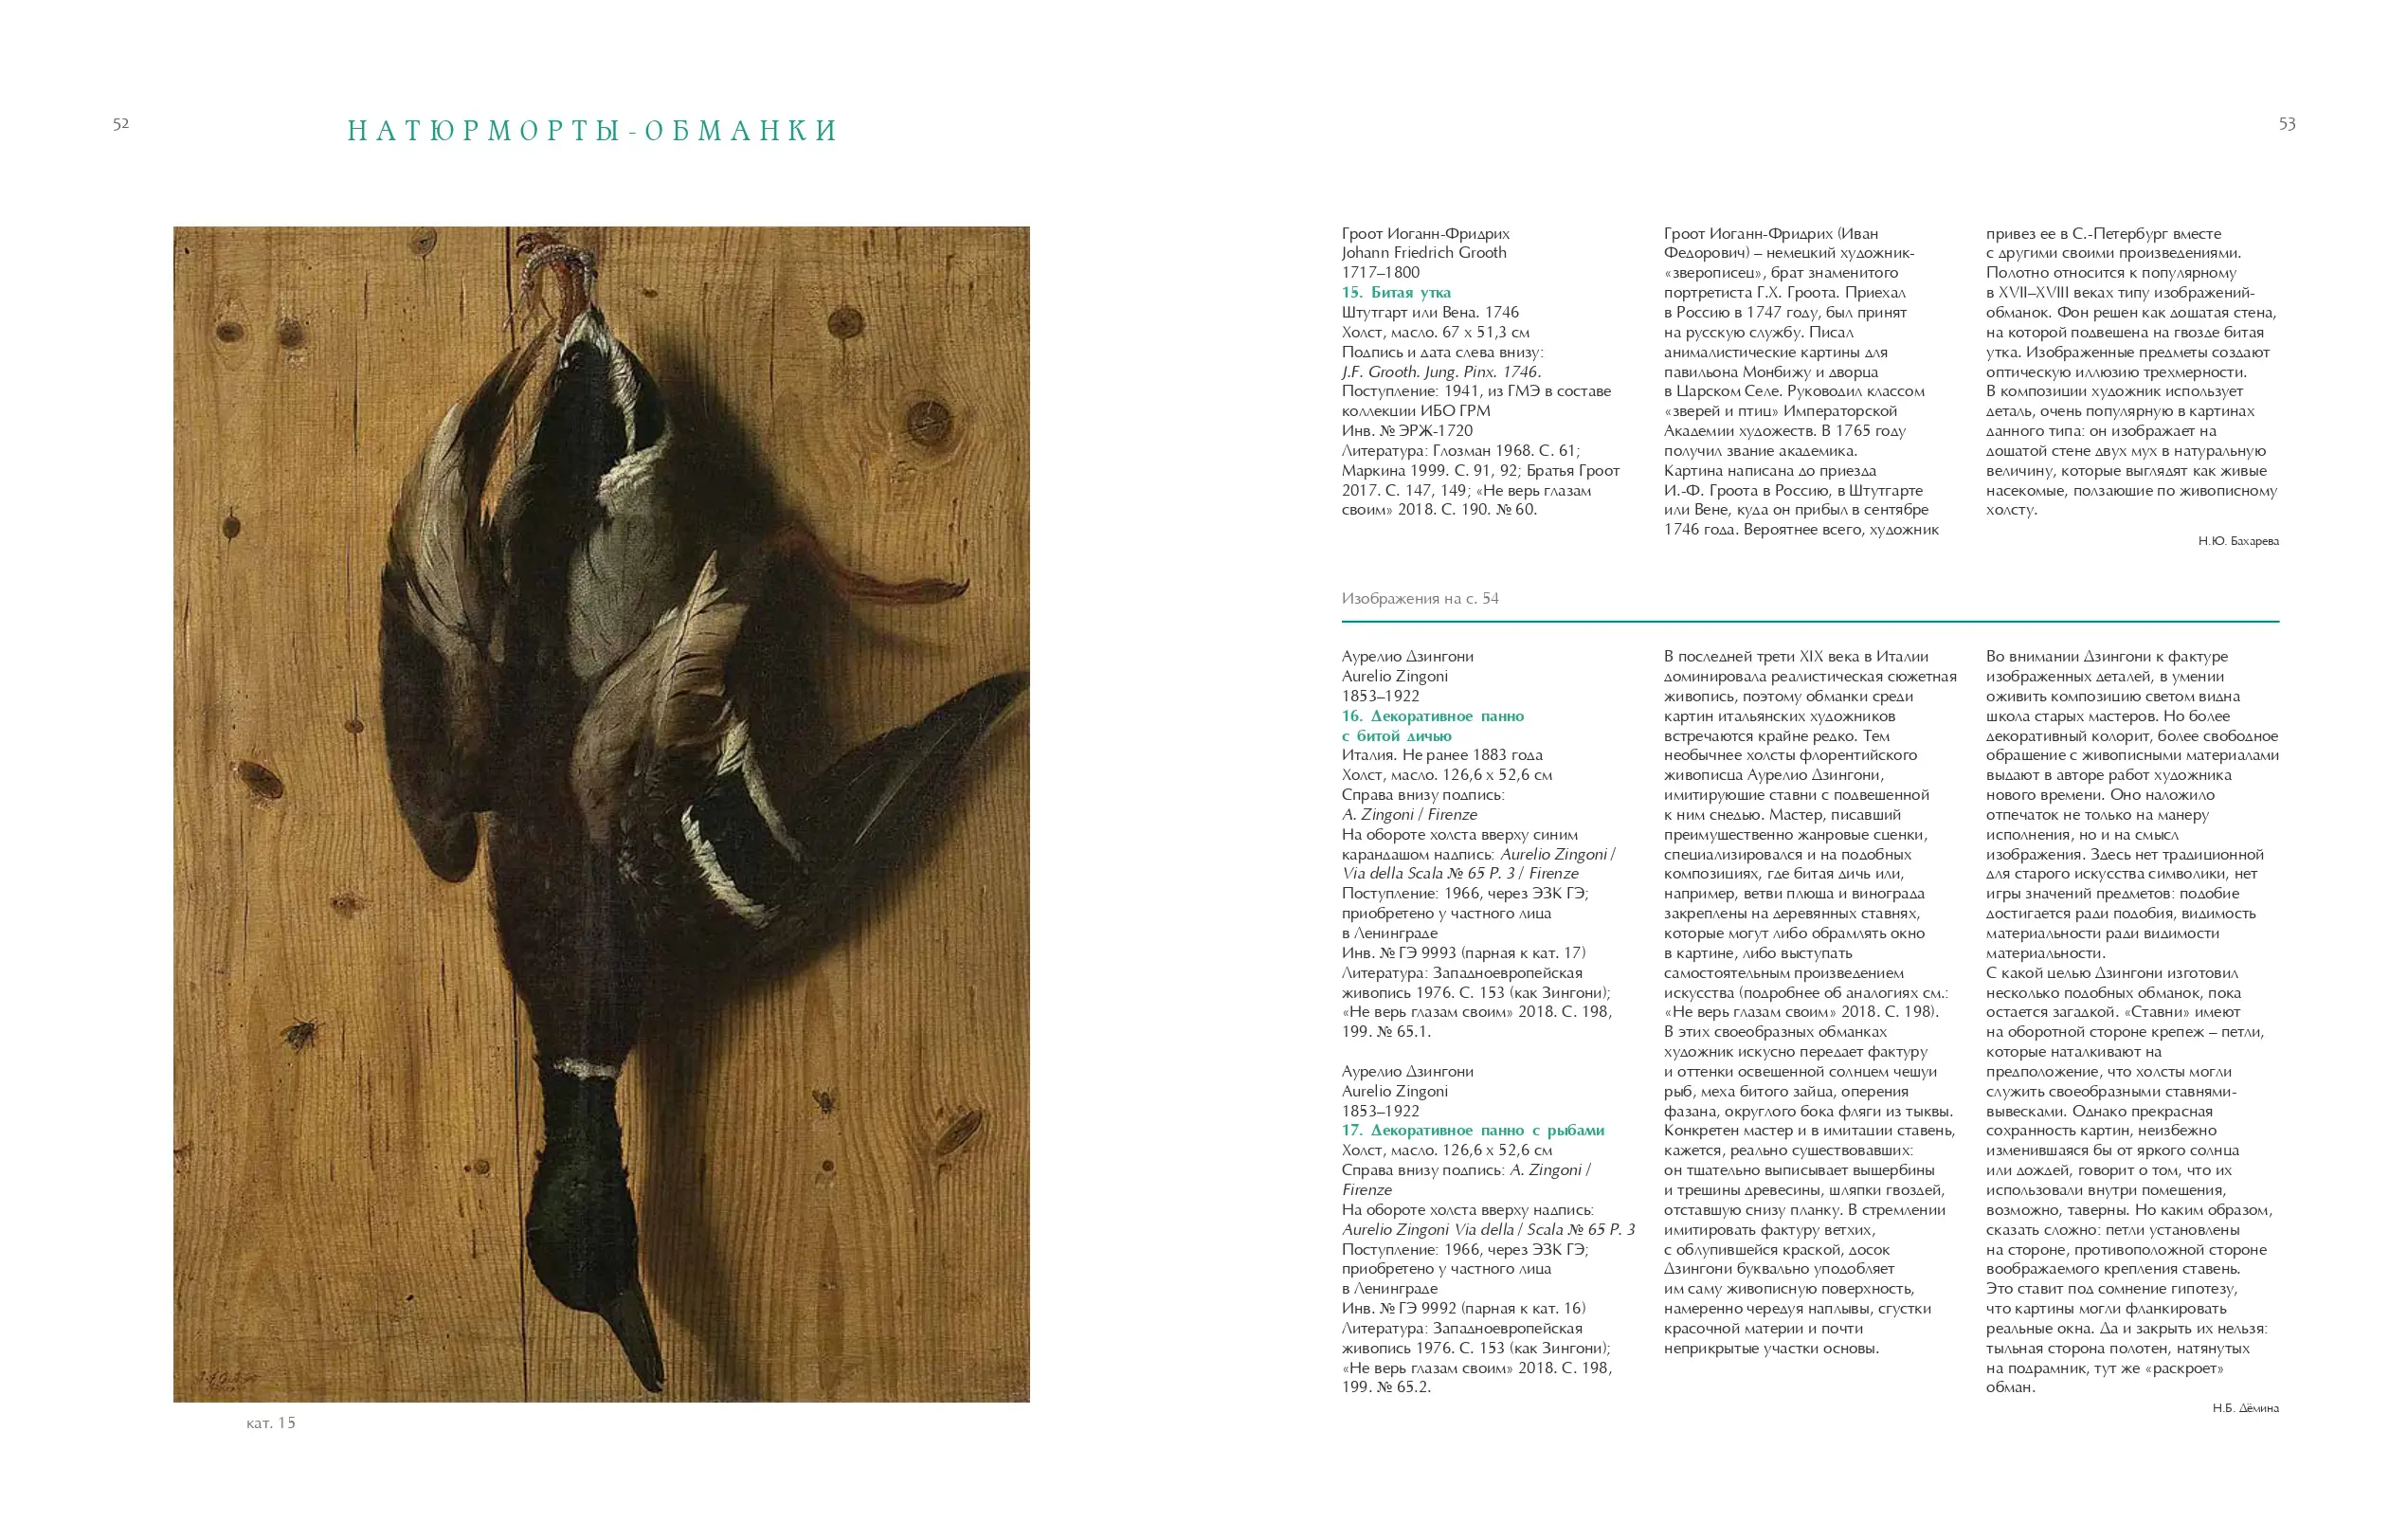 52
НАТЮРМОРТЫ-ОБМАНКИ
кат. 15
53
Гроот Иоганн-Фридрих
Johann Friedrich Grooth
1717–1800
15. Битая утка
Штутгарт или Вена. 1746
Холст, масло. 67 х 51,3 см
Подпись и дата слева внизу:
J.F. Grooth. Jung. Pinx. 1746.
Поступление: 1941, из ГМЭ в составе
коллекции ИБО ГРМ
Инв. № ЭРЖ-1720
Литература: Глозман 1968. С. 61;
Маркина 1999. С. 91, 92; Братья Гроот
2017. С. 147, 149; «Не верь глазам
своим» 2018. С. 190. № 60.
Гроот Иоганн-Фридрих (Иван
Федорович) – немецкий художник-
«зверописец», брат знаменитого
портретиста Г.Х. Гроота. Приехал
в Россию в 1747 году, был принят
на русскую службу. Писал
анималистические картины для
павильона Монбижу и дворца
в Царском Селе. Руководил классом
«зверей и птиц» Императорской
Академии художеств. В 1765 году
получил звание академика.
Картина написана до приезда
И.-Ф. Гроота в Россию, в Штутгарте
или Вене, куда он прибыл в сентябре
1746 года. Вероятнее всего, художник
привез ее в С.-Петербург вместе
с другими своими произведениями.
Полотно относится к популярному
в XVII–XVIII веках типу изображений-
обманок. Фон решен как дощатая стена,
на которой подвешена на гвозде битая
утка. Изображенные предметы создают
оптическую иллюзию трехмерности.
В композиции художник использует
деталь, очень популярную в картинах
данного типа: он изображает на
дощатой стене двух мух в натуральную
величину, которые выглядят как живые
насекомые, ползающие по живописному
холсту.
Н.Ю. Бахарева
Изображения на с. 54
Аурелио Дзингони
Aurelio Zingoni
1853–1922
16. Декоративное панно
с битой дичью
Италия. Не ранее 1883 года
Холст, масло. 126,6 х 52,6 см
Справа внизу подпись:
A. Zingoni / Firenze
На обороте холста вверху синим
карандашом надпись: Aurelio Zingoni /
Via della Scala № 65 P. 3 / Firenze
Поступление: 1966, через ЭЗК ГЭ;
приобретено у частного лица
в Ленинграде
Инв. № ГЭ 9993 (парная к кат. 17)
Литература: Западноевропейская
живопись 1976. С. 153 (как Зингони);
«Не верь глазам своим» 2018. С. 198,
199. № 65.1.
Аурелио Дзингони
Aurelio Zingoni
1853–1922
17. Декоративное панно с рыбами
Холст, масло. 126,6 х 52,6 см
Справа внизу подпись: A. Zingoni /
Firenze
На обороте холста вверху надпись:
Aurelio Zingoni Via della / Scala № 65 P. 3
Поступление: 1966, через ЭЗК ГЭ;
приобретено у частного лица
в Ленинграде
Инв. № ГЭ 9992 (парная к кат. 16)
Литература: Западноевропейская
живопись 1976. С. 153 (как Зингони);
«Не верь глазам своим» 2018. С. 198,
199. № 65.2.
В последней трети XIX века в Италии
доминировала реалистическая сюжетная
живопись, поэтому обманки среди
картин итальянских художников
встречаются крайне редко. Тем
необычнее холсты флорентийского
живописца Аурелио Дзингони,
имитирующие ставни с подвешенной
к ним снедью. Мастер, писавший
преимущественно жанровые сценки,
специализировался и на подобных
композициях, где битая дичь или,
например, ветви плюща и винограда
закреплены на деревянных ставнях,
которые могут либо обрамлять окно
в картине, либо выступать
самостоятельным произведением
искусства (подробнее об аналогиях см.:
«Не верь глазам своим» 2018. С. 198).
В этих своеобразных обманках
художник искусно передает фактуру
и оттенки освещенной солнцем чешуи
рыб, меха битого зайца, оперения
фазана, округлого бока фляги из тыквы.
Конкретен мастер и в имитации ставень,
кажется, реально существовавших:
он тщательно выписывает выщербины
и трещины древесины, шляпки гвоздей,
отставшую снизу планку. В стремлении
имитировать фактуру ветхих,
с облупившейся краской, досок
Дзингони буквально уподобляет
им саму живописную поверхность,
намеренно чередуя наплывы, сгустки
красочной материи и почти
неприкрытые участки основы.
Во внимании Дзингони к фактуре
изображенных деталей, в умении
оживить композицию светом видна
школа старых мастеров. Но более
декоративный колорит, более свободное
обращение с живописными материалами
выдают в авторе работ художника
нового времени. Оно наложило
отпечаток не только на манеру
исполнения, но и на смысл
изображения. Здесь нет традиционной
для старого искусства символики, нет
игры значений предметов: подобие
достигается ради подобия, видимость
материальности ради видимости
материальности.
С какой целью Дзингони изготовил
несколько подобных обманок, пока
остается загадкой. «Ставни» имеют
на оборотной стороне крепеж – петли,
которые наталкивают на
предположение, что холсты могли
служить своеобразными ставнями-
вывесками. Однако прекрасная
сохранность картин, неизбежно
изменившаяся бы от яркого солнца
или дождей, говорит о том, что их
использовали внутри помещения,
возможно, таверны. Но каким образом,
сказать сложно: петли установлены
на стороне, противоположной стороне
воображаемого крепления ставень.
Это ставит под сомнение гипотезу,
что картины могли фланкировать
реальные окна. Да и закрыть их нельзя:
тыльная сторона полотен, натянутых
на подрамник, тут же «раскроет»
обман.
Н.Б. Дёмина